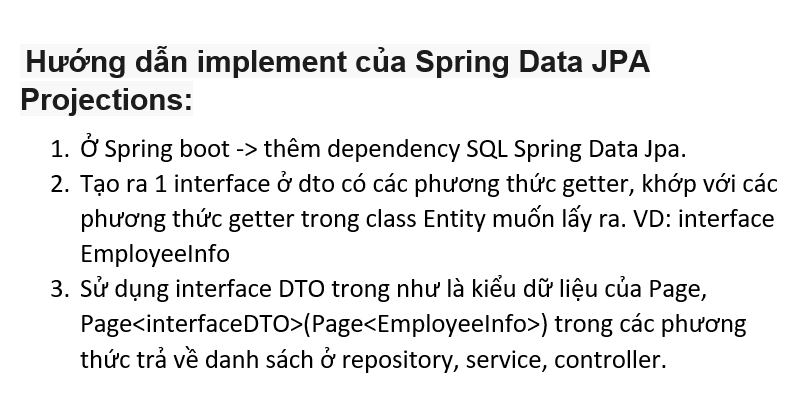 Hướng dẫn implement của Spring Data JPA
Projections:
1. Ở Spring boot -> thêm dependency SQL Spring Data Jpa.
2. Tạo ra 1 interface ở dto có các phương thức getter, khớp với các
phương thức getter trong class Entity muốn lấy ra. VD: interface
EmployeeInfo
3. Sử dụng interface DTO trong như là kiểu dữ liệu của Page,
Page<interfaceDTO>(Page<EmployeeInfo>) trong các phương
thức trả về danh sách ở repository, service, controller.